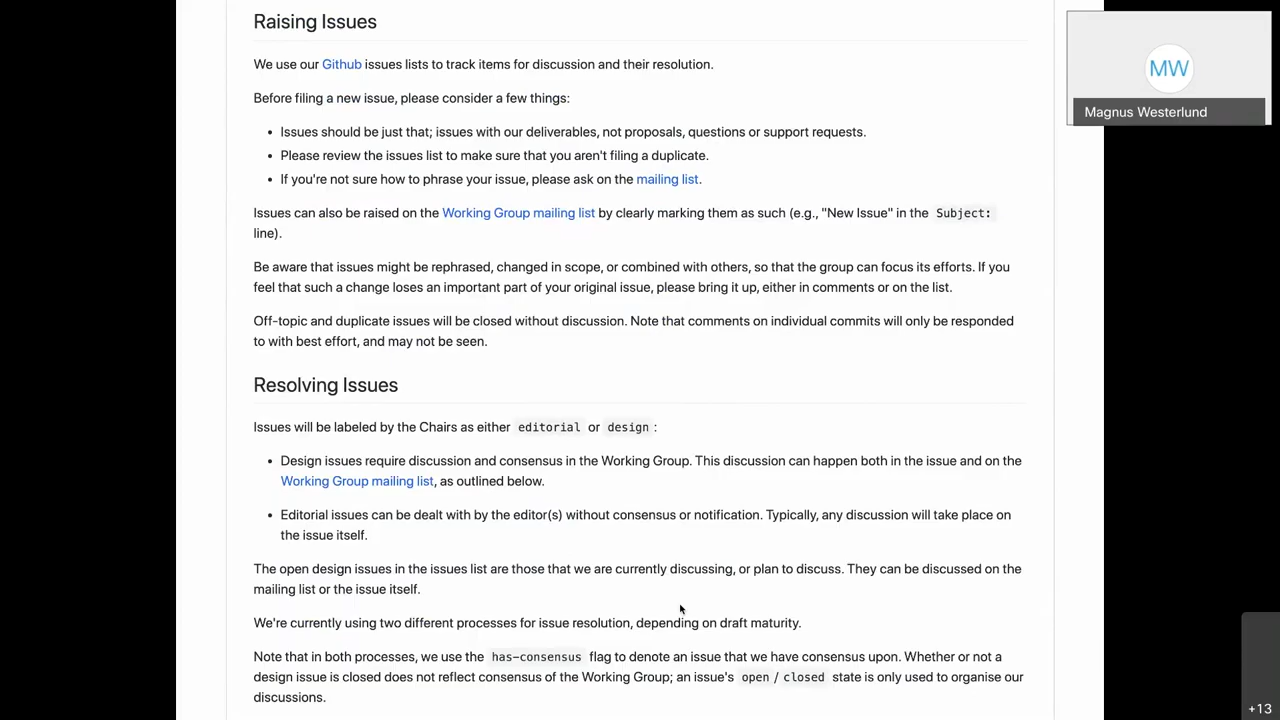 Raising Issues
We use our Github issues lists to track items for discussion and their resolution.
Before filing a new issue, please consider a few things:
• Issues should be just that; issues with our deliverables, not proposals, questions or support requests.
• Please review the issues list to make sure that you aren't filing a duplicate.
• If you're not sure how to phrase your issue, please ask on the mailing list.
Issues can also be raised on the Working Group mailing list by clearly marking them as such (e.g., "New Issue" in the Subject:
line).
Be aware that issues might be rephrased, changed in scope, or combined with others, so that the group can focus its efforts. If you
feel that such a change loses an important part of your original issue, please bring it up, either in comments or on the list.
Off-topic and duplicate issues will be closed without discussion. Note that comments on individual commits will only be responded
to with best effort, and may not be seen.
Resolving Issues
Issues will be labeled by the Chairs as either editorial or design :
• Design issues require discussion and consensus in the Working Group. This discussion can happen both in the issue and on the
Working Group mailing list, as outlined below.
• Editorial issues can be dealt with by the editor(s) without consensus or notification. Typically, any discussion will take place on
the issue itself.
The open design issues in the issues list are those that we are currently discussing, or plan to discuss. They can be discussed on the
mailing list or the issue itself.
We're currently using two different processes for issue resolution, depending on draft maturity.
Note that in both processes, we use the has-consensus flag to denote an issue that we have consensus upon. Whether or not a
design issue is closed does not reflect consensus of the Working Group; an issue's open / closed state is only used to organise our
discussions.
MW
Magnus Westerlund
+13